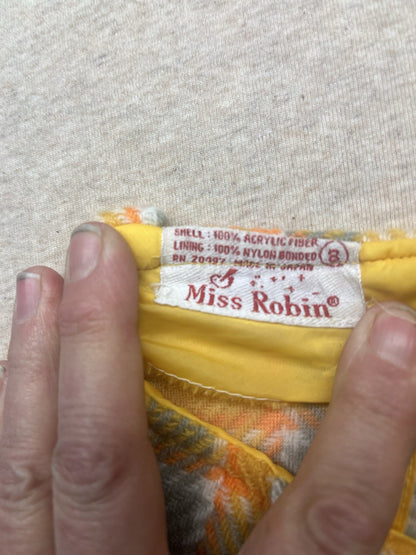 SHELL : 100% ACRYLIC FIBER
LINING : 100% NYLON BONDED
8
RN 20497 MADE IN JAPAN
Miss Robin®